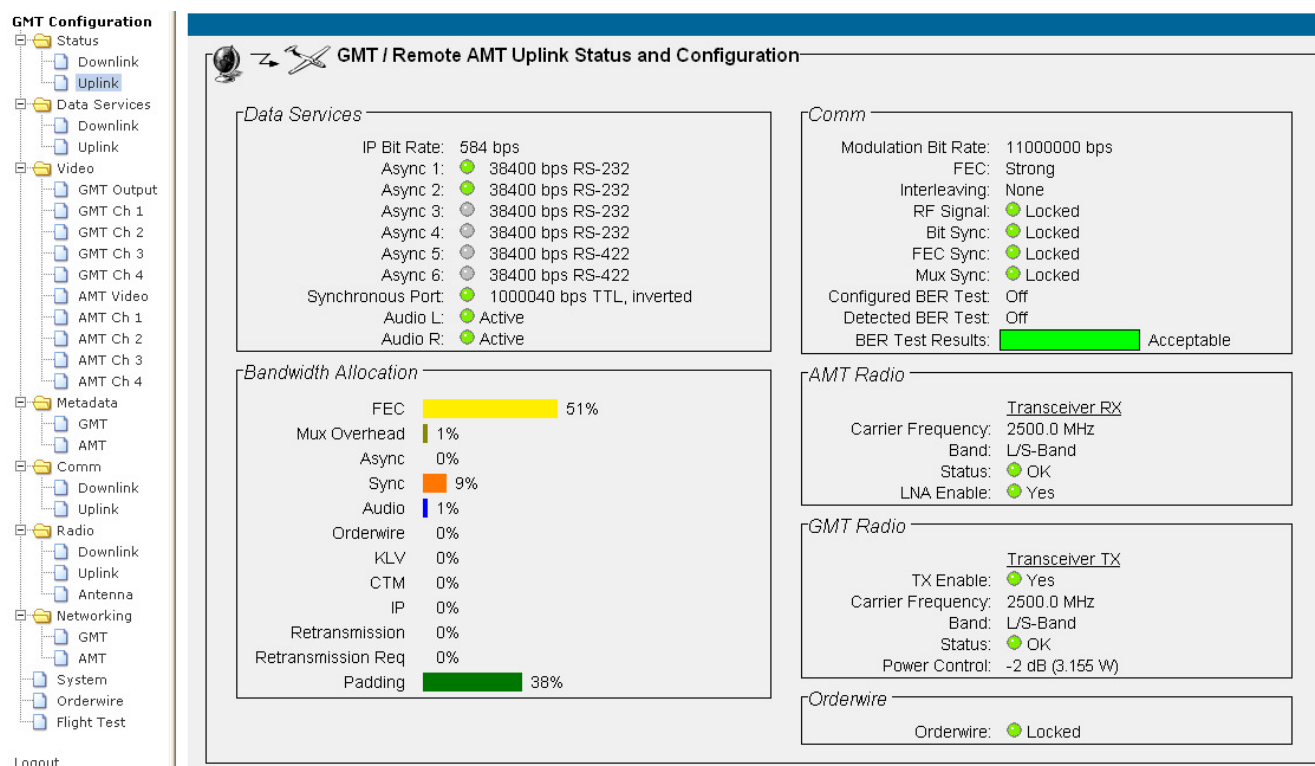 GMT Configuration
Status
Downlink
Uplink
Data Services
Downlink
Uplink
Video
GMT Output
GMT Ch 1
GMT Ch 2
GMT Ch 3
GMT Ch 4
AMT Video
AMT Ch 1
AMT Ch 2
AMT Ch 3
AMT Ch 4
Metadata
GMT
AMT
Comm
Downlink
Uplink
Radio
Downlink
Uplink
Antenna
Networking
GMT
AMT
System
Orderwire
Flight Test
Logout
GMT / Remote AMT Uplink Status and Configuration
Data Services
IP Bit Rate: 584 bps
Async 1: 38400 bps RS-232
Async 2: 38400 bps RS-232
Async 3: 38400 bps RS-232
Async 4: 38400 bps RS-232
Async 5: 38400 bps RS-422
Async 6: 38400 bps RS-422
Synchronous Port: 1000040 bps TTL, inverted
Audio L: Active
Audio R: Active
Bandwidth Allocation
FEC 51%
Mux Overhead 1%
Async 0%
Sync 9%
Audio 1%
Orderwire 0%
KLV 0%
CTM 0%
IP 0%
Retransmission 0%
Retransmission Req 0%
Padding 38%
Comm
Modulation Bit Rate: 11000000 bps
FEC: Strong
Interleaving: None
RF Signal: Locked
Bit Sync: Locked
FEC Sync: Locked
Mux Sync: Locked
Configured BER Test: Off
Detected BER Test: Off
BER Test Results: Acceptable
AMT Radio
Transceiver RX
Carrier Frequency: 2500.0 MHz
Band: L/S-Band
Status: OK
LNA Enable: Yes
GMT Radio
Transceiver TX
TX Enable: Yes
Carrier Frequency: 2500.0 MHz
Band: L/S-Band
Status: OK
Power Control: -2 dB (3.155 W)
Orderwire
Orderwire: Locked